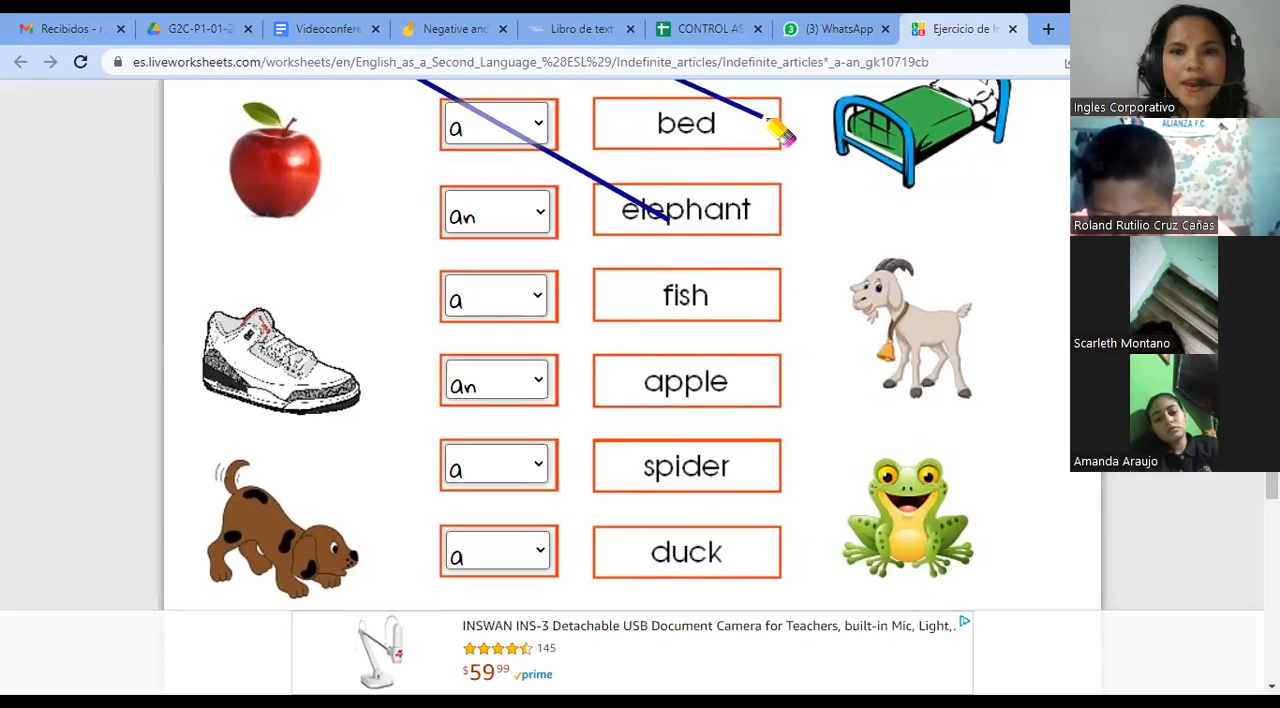 Recibidos - r
G2C-P1-01-2
Videoconfere
Negative an
Libro de text
CONTROL AS
(3) WhatsApp
Ejercicio de In
es.liveworksheets.com/worksheets/en/English_as_a_Second_Language_%28ESL%29/Indefinite_articles/Indefinite_articles*_a-an_gk10719cb
Ingles Corporativo
ALIANZA F.C.
Roland Rutilio Cruz Cañas
Scarleth Montano
Amanda Araujo
a bed
an elephant
a fish
an apple
a spider
a duck
INSWAN INS-3 Detachable USB Document Camera for Teachers, built-in Mic, Light,.
145
$59 99 prime